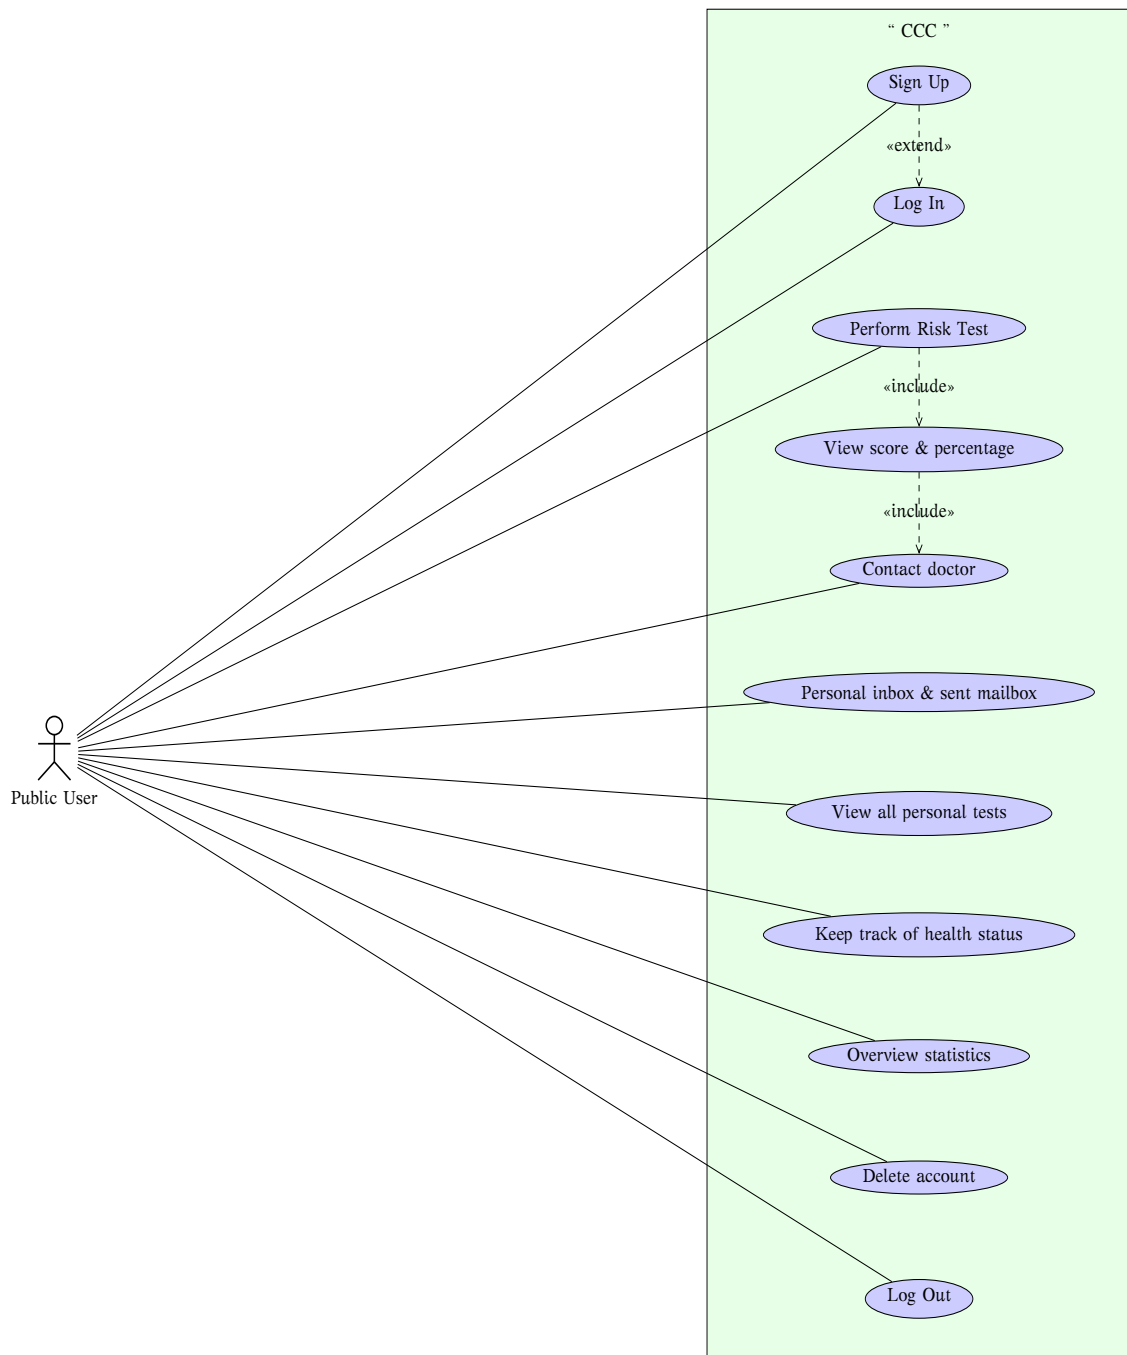 “ CCC ”
Sign Up
«extend»
Log In
Perform Risk Test
«include»
View score & percentage
«include»
Contact doctor
Personal inbox & sent mailbox
Public User
View all personal tests
Keep track of health status
Overview statistics
Delete account
Log Out